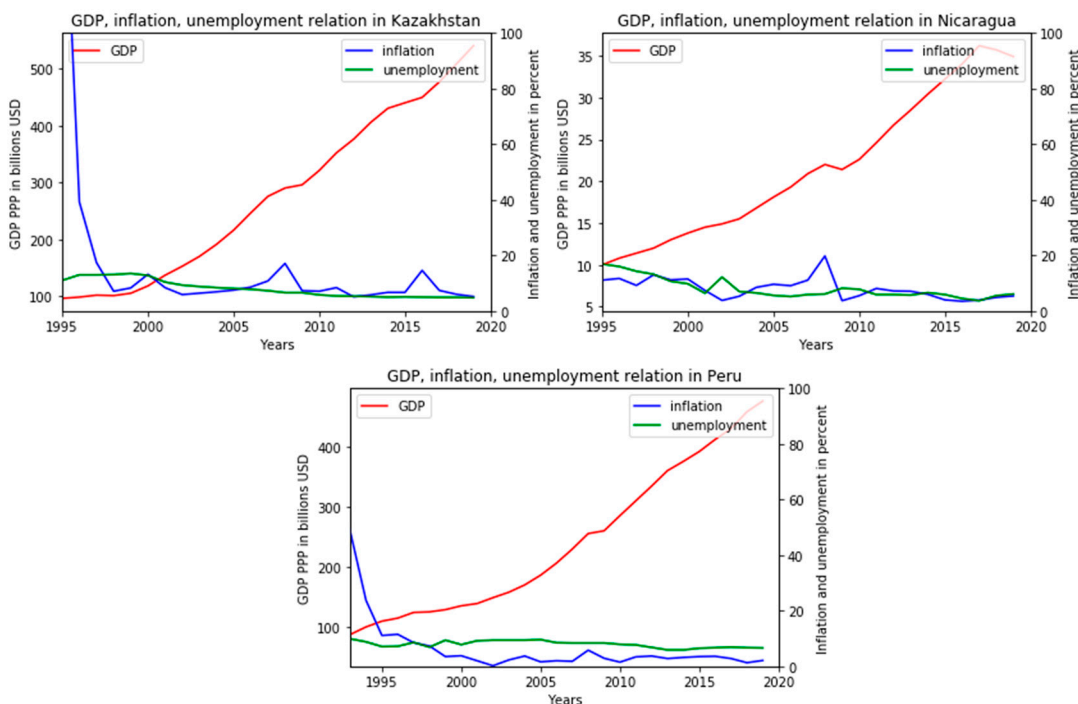 GDP, inflation, unemployment relation in Kazakhstan
GDP
inflation
unemployment
500
400
300
200
100
100
80
60
40
20
0
1995
2000
2005
2010
2015
2020
Years
GDP PPP in billions USD
Inflation and unemployment in percent
GDP, inflation, unemployment relation in Nicaragua
GDP
inflation
unemployment
35
30
25
20
15
10
5
100
80
60
40
20
0
1995
2000
2005
2010
2015
2020
Years
GDP PPP in billions USD
Inflation and unemployment in percent
GDP, inflation, unemployment relation in Peru
GDP
inflation
unemployment
400
300
200
100
100
80
60
40
20
0
1995
2000
2005
2010
2015
2020
Years
GDP PPP in billions USD
Inflation and unemployment in percent